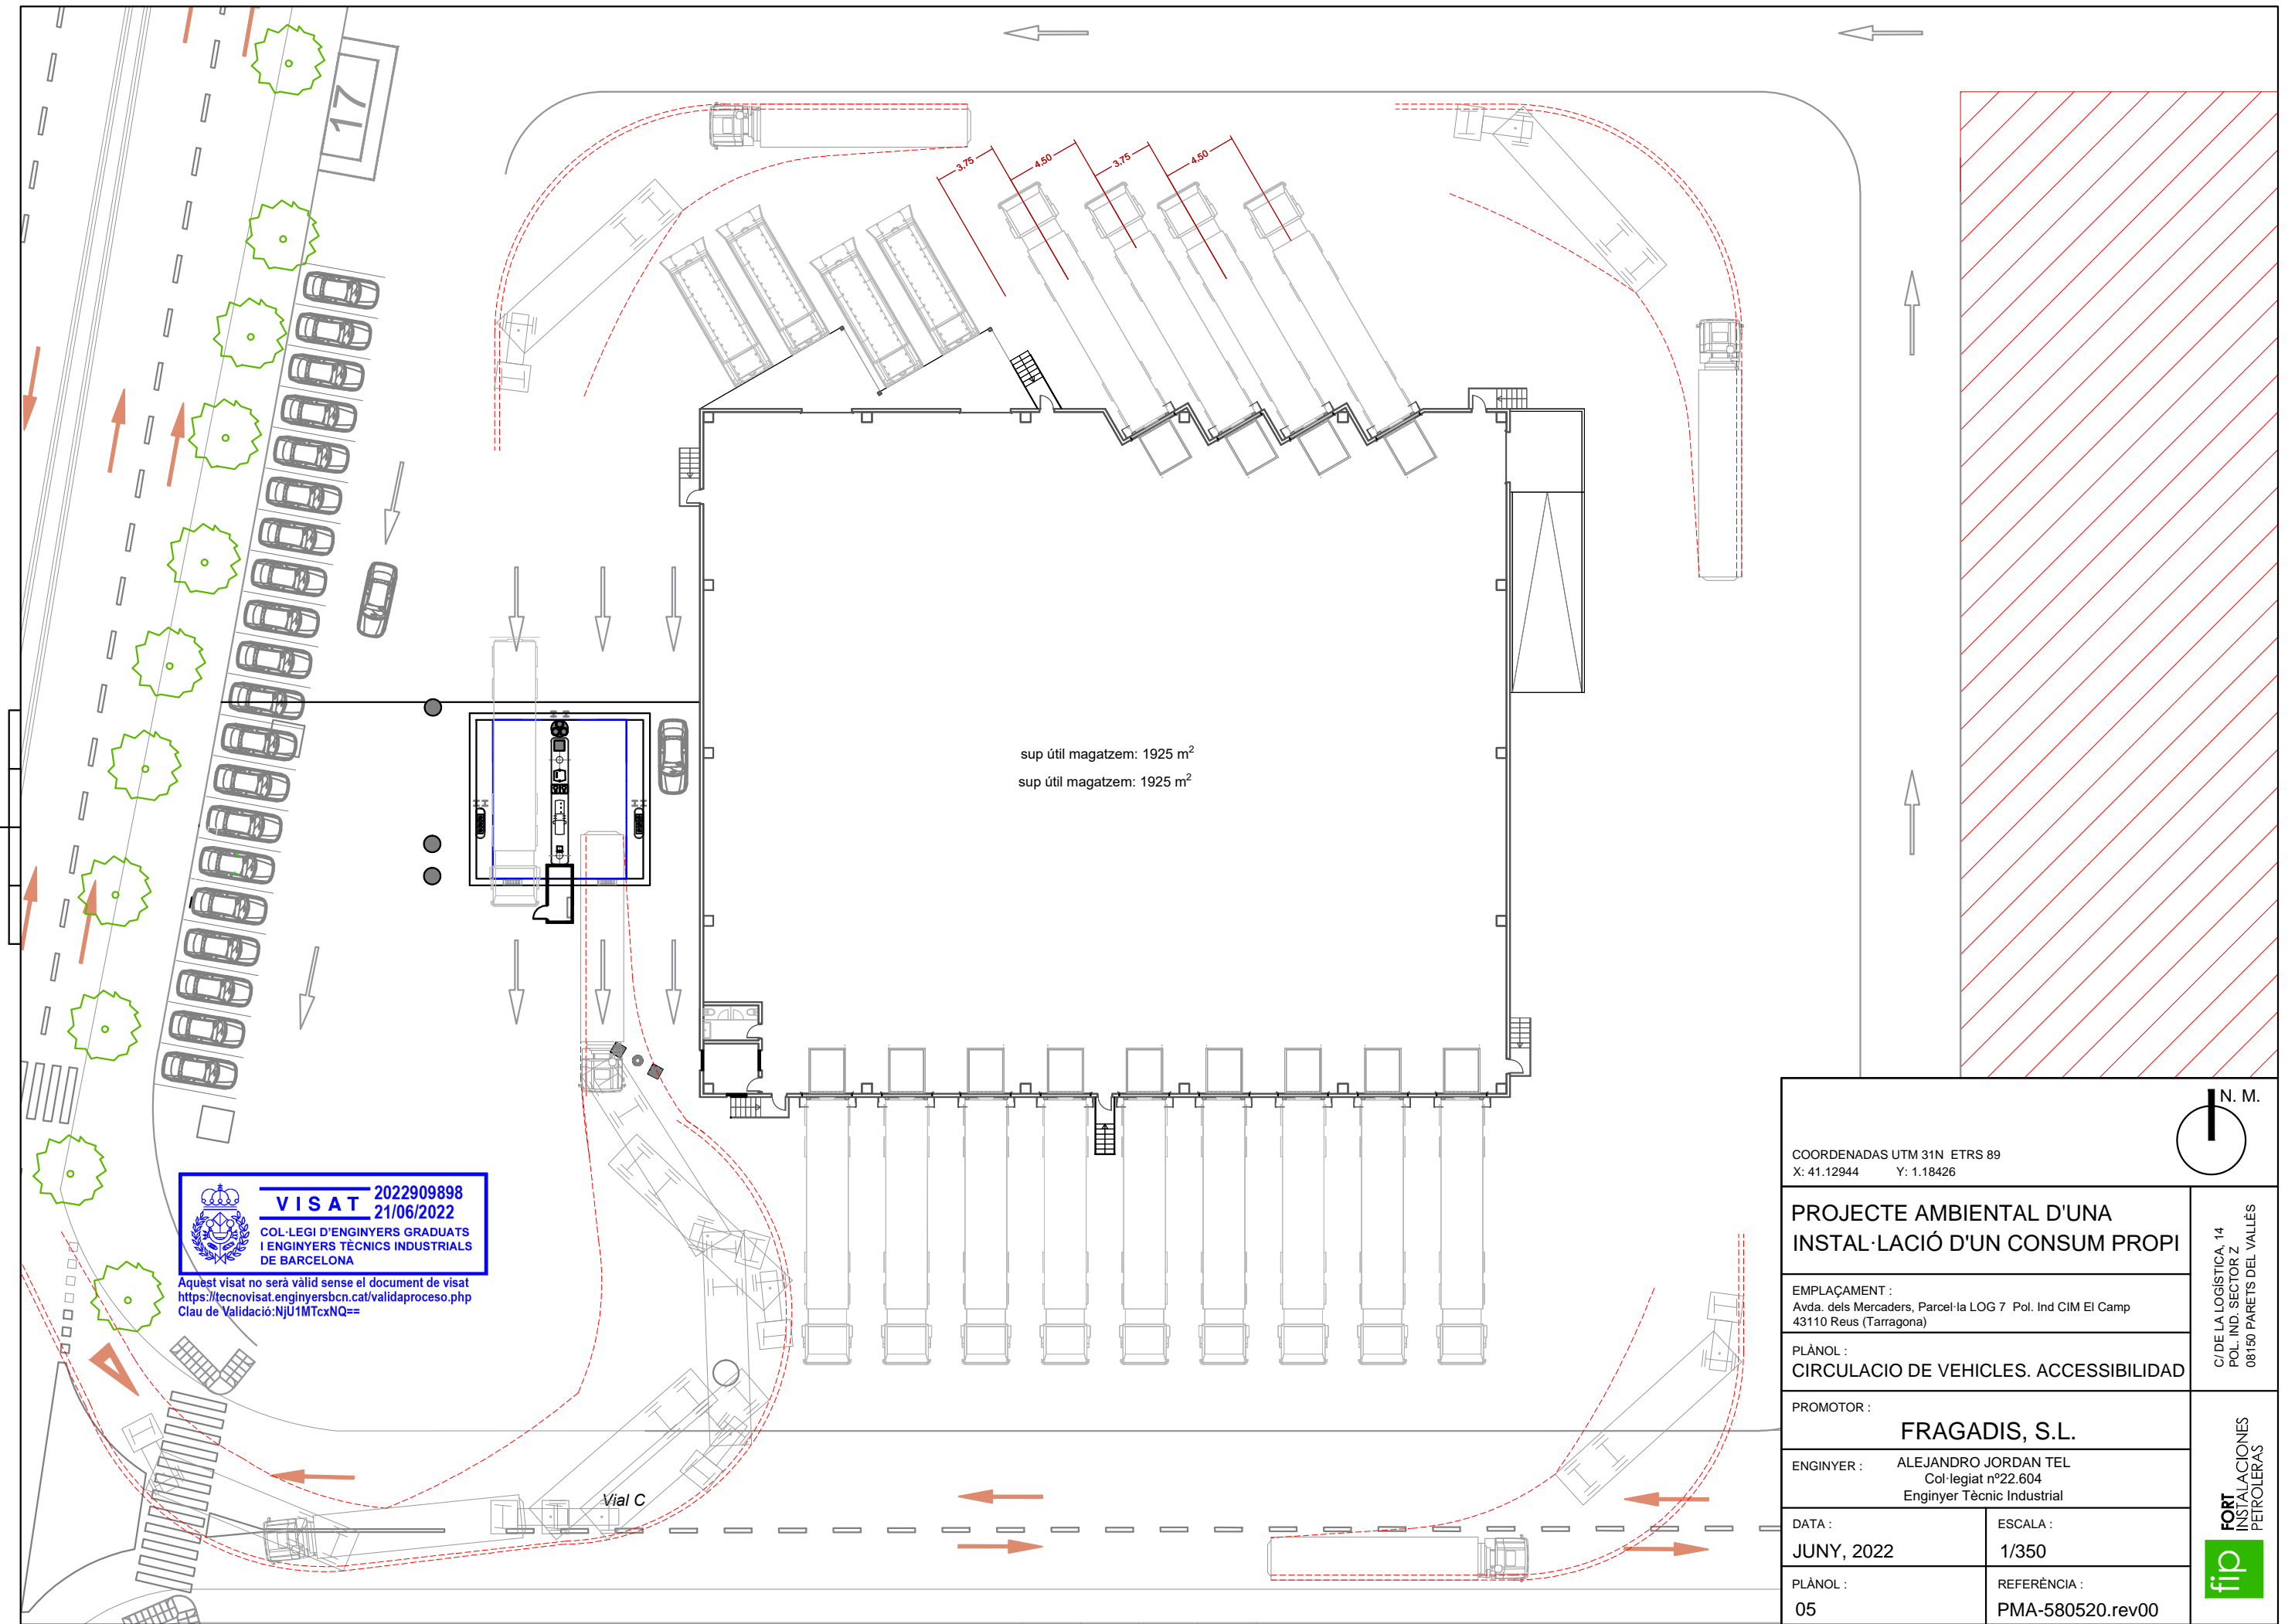 17
3,75
4,50
3,75
4,50
sup útil magatzem: 1925 m²
sup útil magatzem: 1925 m²
VISAT 2022909898
21/06/2022
COL·LEGI D'ENGINYERS GRADUATS
I ENGINYERS TÈCNICS INDUSTRIALS
DE BARCELONA
Aquest visat no serà vàlid sense el document de visat
https://tecnovisat.enginyersbcn.cat/validaproceso.php
Clau de Validació:NjU1MTcxNQ==
Vial C
N. M.
COORDENADAS UTM 31N ETRS 89
X: 41.12944 Y: 1.18426
PROJECTE AMBIENTAL D'UNA
INSTAL·LACIÓ D'UN CONSUM PROPI
C/ DE LA LOGÍSTICA, 14
POL. IND. SECTOR Z
08150 PARETS DEL VALLÈS
EMPLAÇAMENT :
Avda. dels Mercaders, Parcel·la LOG 7 Pol. Ind CIM El Camp
43110 Reus (Tarragona)
PLÀNOL :
CIRCULACIO DE VEHICLES. ACCESSIBILIDAD
PROMOTOR :
FRAGADIS, S.L.
ENGINYER : ALEJANDRO JORDAN TEL
Col·legiat nº22.604
Enginyer Tècnic Industrial
DATA :
JUNY, 2022
ESCALA :
1/350
PLÀNOL :
05
REFERÈNCIA :
PMA-580520.rev00
FORT
INSTALACIONES
PETROLERAS
fip